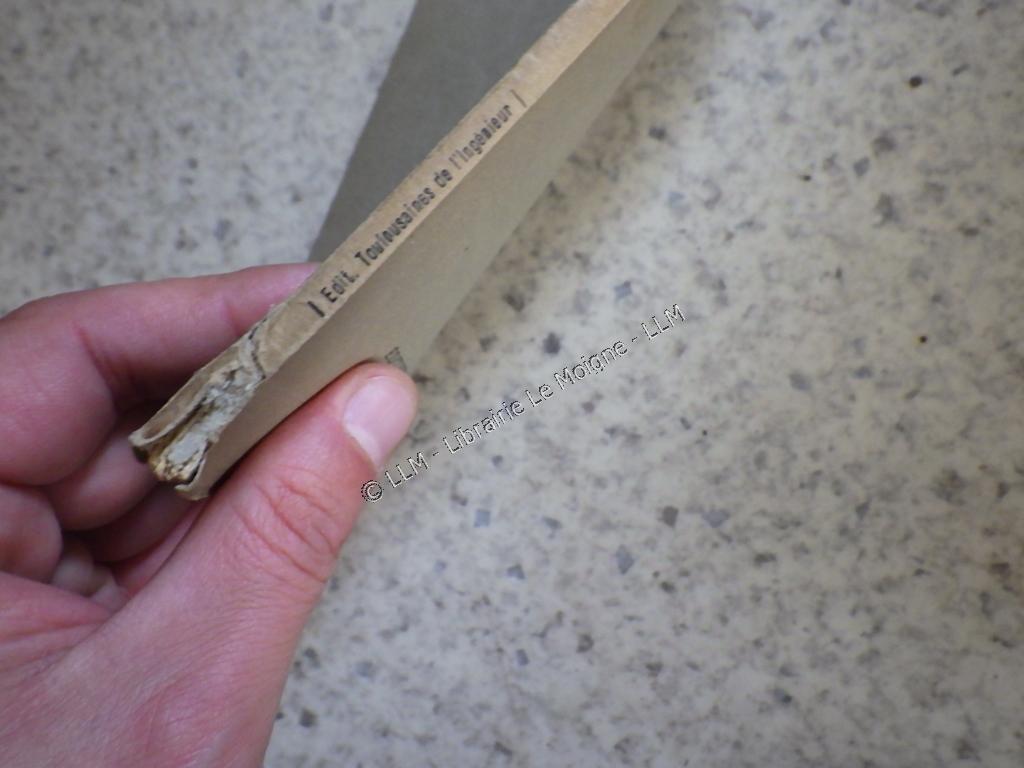 | Edit. Toulousaines de l'Ingénieur |
© LLM - Librairie Le Moigne - LLM